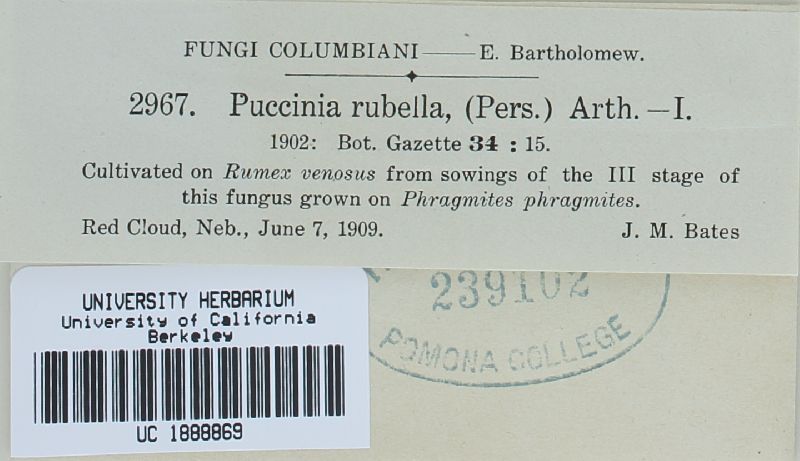 FUNGI COLUMBIANI—E. Bartholomew.
2967. Puccinia rubella, (Pers.) Arth.—I.
1902: Bot. Gazette 34 : 15.
Cultivated on Rumex venosus from sowings of the III stage of
this fungus grown on Phragmites phragmites.
Red Cloud, Neb., June 7, 1909. J. M. Bates
239102
POMONA COLLEGE
UNIVERSITY HERBARIUM
University of California
Berkeley
UC 1888869